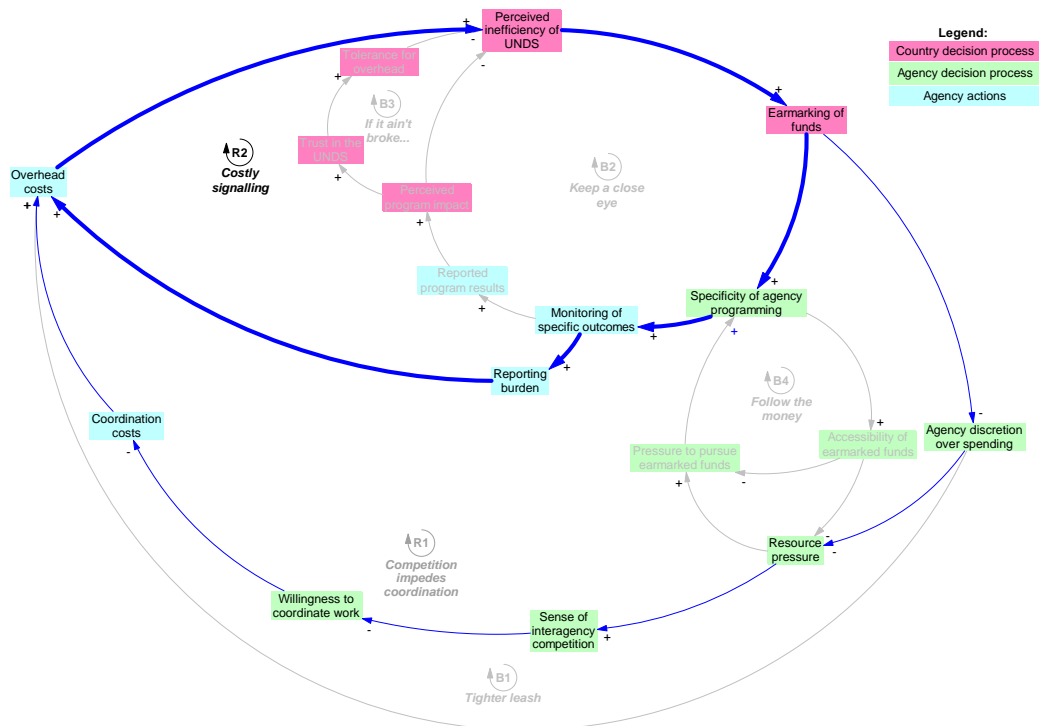 Perceived
inefficiency of
UNDS
+
-
-
Legend:
Country decision process
Agency decision process
Agency actions
Tolerance for
overhead
+
B3
If it ain't
broke...
+
Earmarking of
funds
R2
Costly
signalling
Trust in the
UNDS
+
B2
Keep a close
eye
Overhead
costs
+
+
+
Perceived
program impact
+
Reported
program results
+
+
Specificity of agency
programming
+
Monitoring of
specific outcomes
+
Reporting
burden
+
B4
Follow the
money
Coordination
costs
-
+
-
Agency discretion
over spending
Accessibility of
earmarked funds
Pressure to pursue
earmarked funds
-
+
Resource
pressure
-
-
R1
Competition
impedes
coordination
Willingness to
coordinate work
-
Sense of
interagency
competition
+
B1
Tighter leash